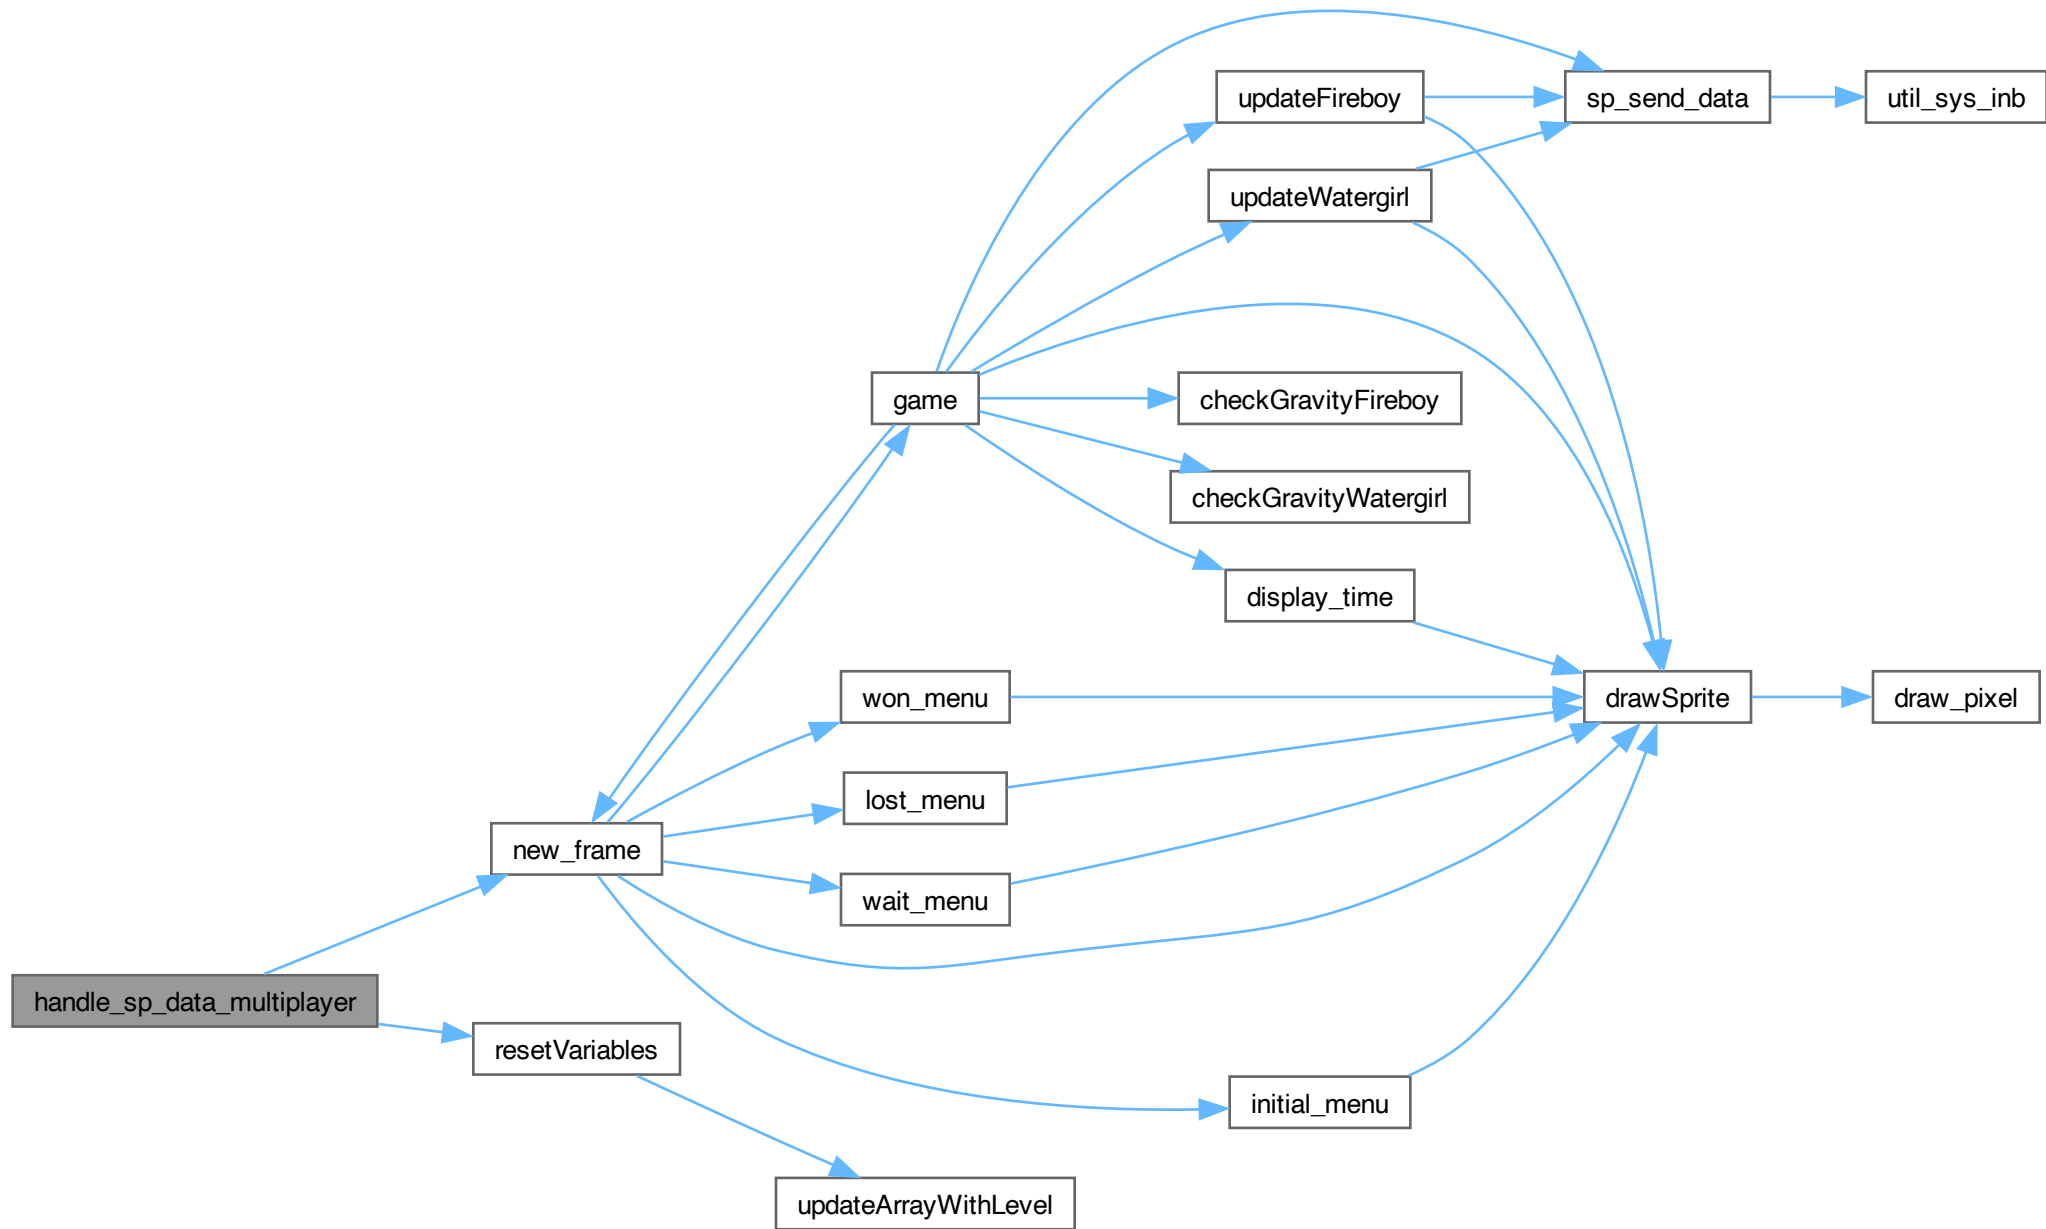 updateFireboy
sp_send_data
util_sys_inb
updateWatergirl
game
checkGravityFireboy
checkGravityWatergirl
display_time
won_menu
drawSprite
draw_pixel
lost_menu
new_frame
wait_menu
handle_sp_data_multiplayer
resetVariables
initial_menu
updateArrayWithLevel